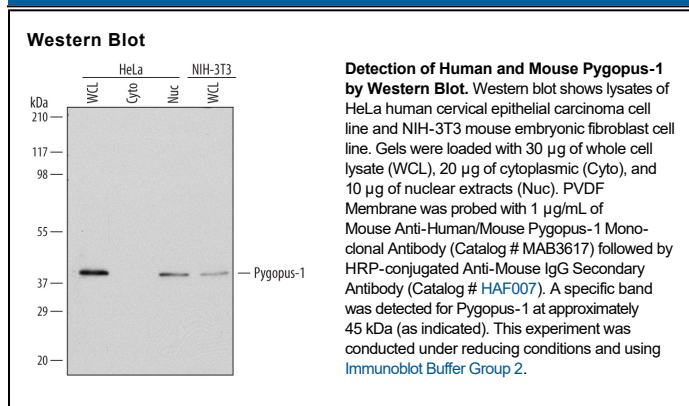 Western Blot
HeLa NIH-3T3
WCL Cyto Nuc WCL
kDa
210
117
98
55
37
29
20
Pygopus-1
Detection of Human and Mouse Pygopus-1
by Western Blot. Western blot shows lysates of
HeLa human cervical epithelial carcinoma cell
line and NIH-3T3 mouse embryonic fibroblast cell
line. Gels were loaded with 30 µg of whole cell
lysate (WCL), 20 µg of cytoplasmic (Cyto), and
10 µg of nuclear extracts (Nuc). PVDF
Membrane was probed with 1 µg/mL of
Mouse Anti-Human/Mouse Pygopus-1 Mono-
clonal Antibody (Catalog # MAB3617) followed by
HRP-conjugated Anti-Mouse IgG Secondary
Antibody (Catalog # HAF007). A specific band
was detected for Pygopus-1 at approximately
45 kDa (as indicated). This experiment was
conducted under reducing conditions and using
Immunoblot Buffer Group 2.